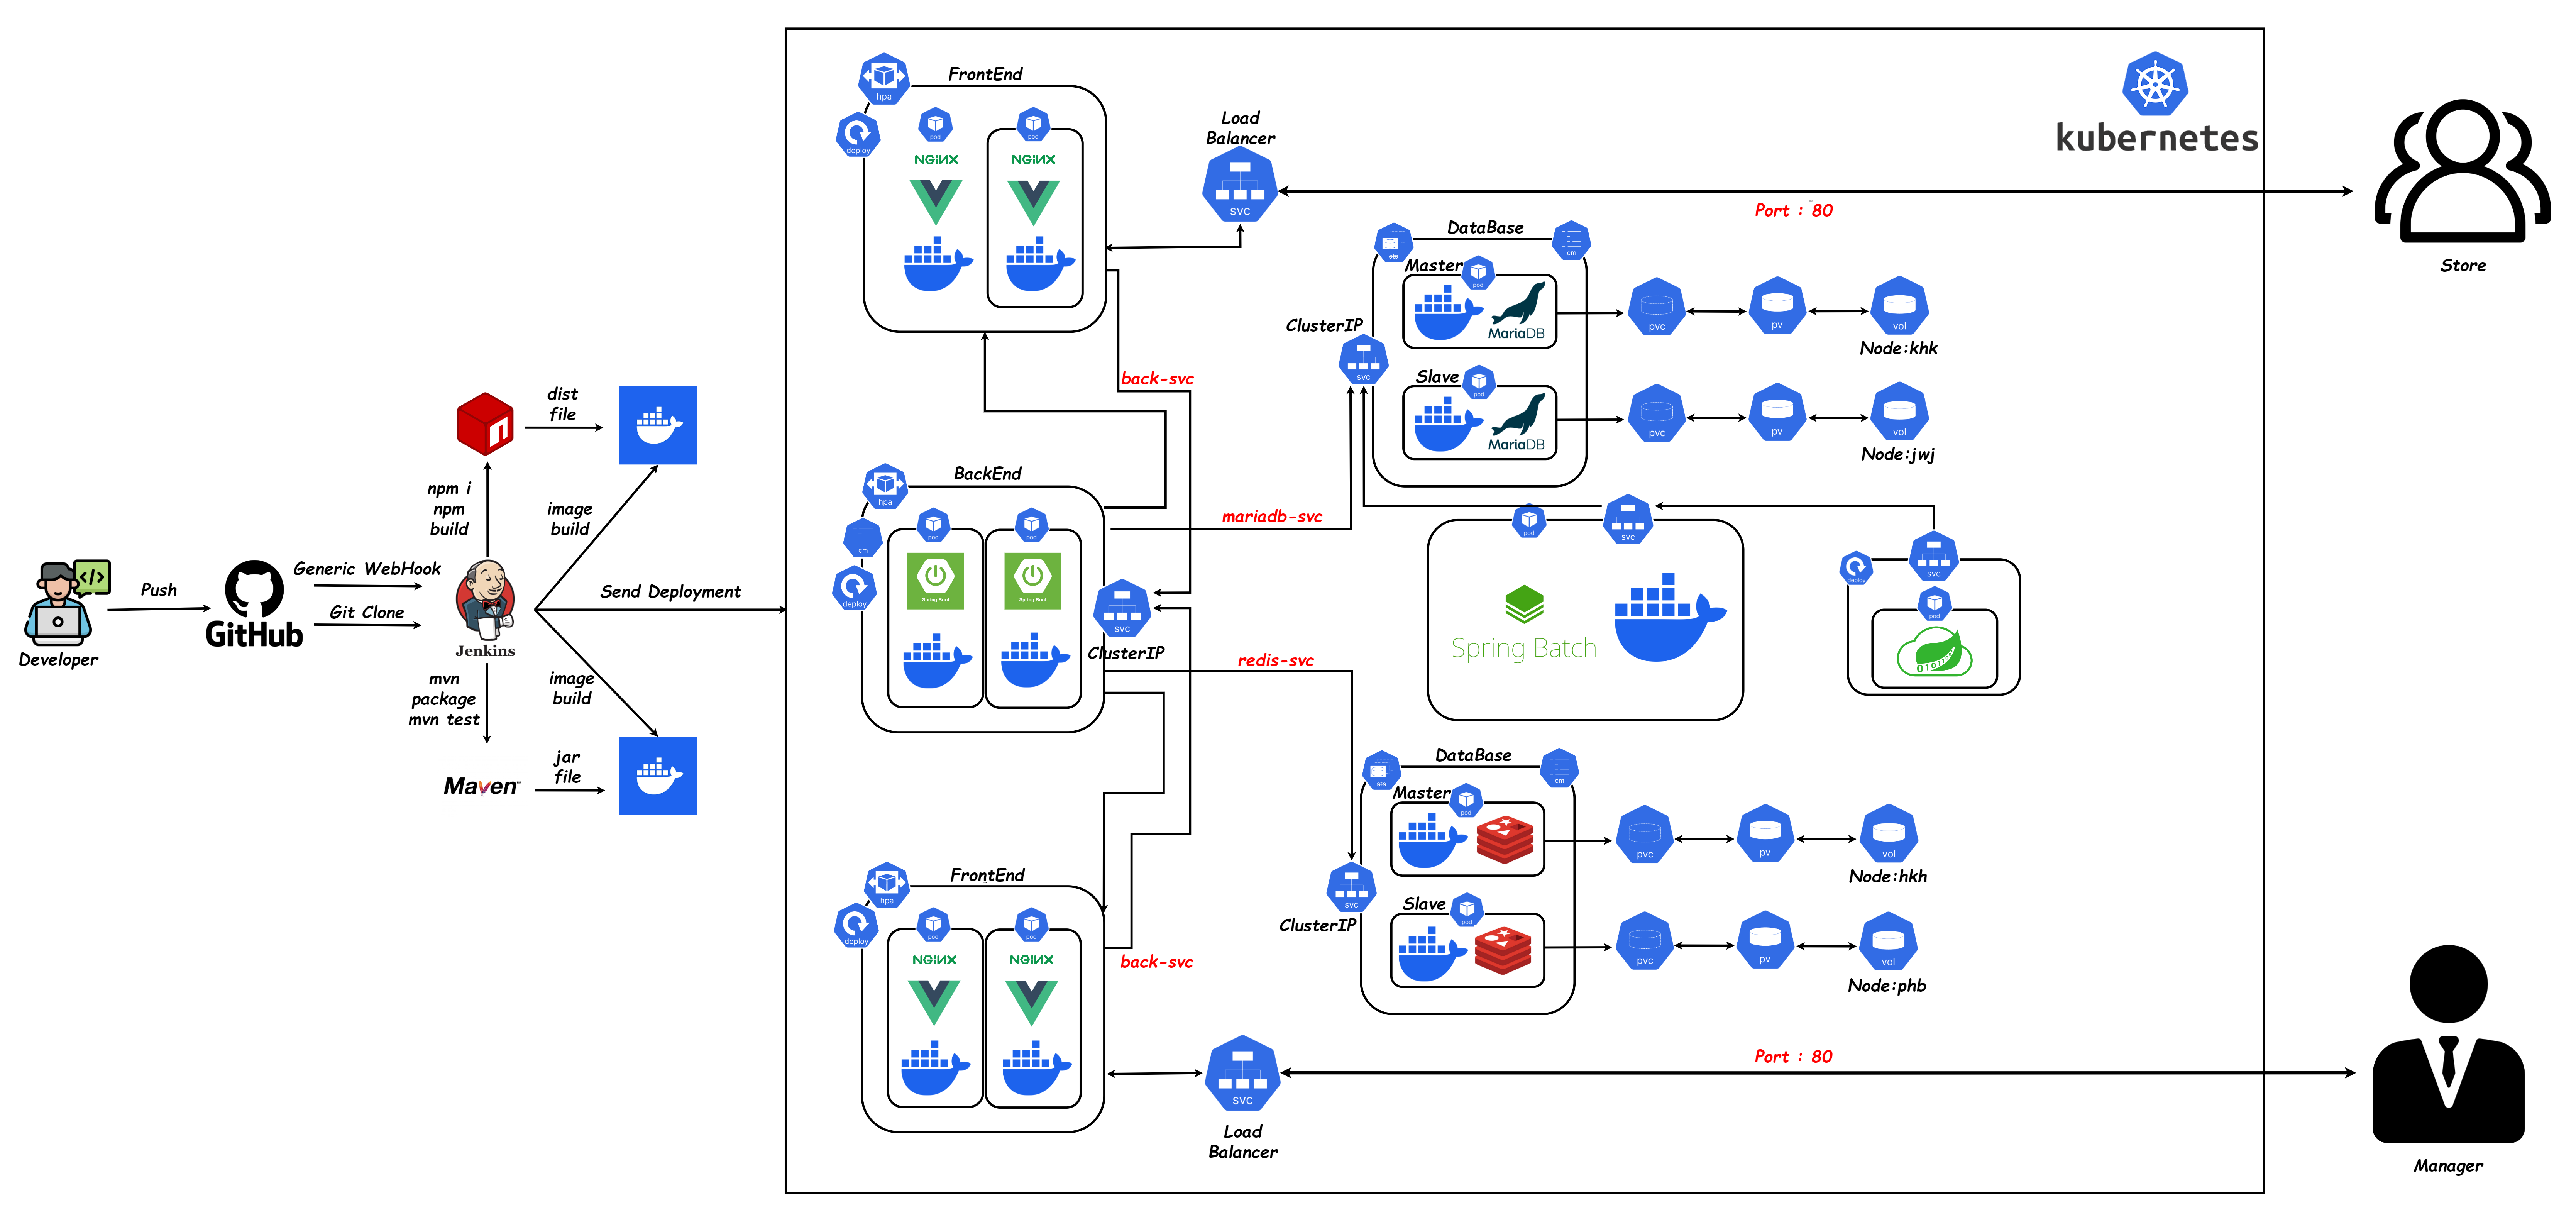 Developer
Push
GitHub
Generic WebHook
Git Clone
Jenkins
npm i
npm
build
dist
file
image
build
Send Deployment
image
build
mvn
package
mvn test
Maven™
jar
file
kubernetes
FrontEnd
hpa
deploy
pod
pod
NGINX
NGINX
Load
Balancer
svc
Port : 80
Store
back-svc
BackEnd
hpa
cm
deploy
pod
pod
Spring Boot
Spring Boot
svc
ClusterIP
mariadb-svc
redis-svc
DataBase
sts
cm
Master
pod
MariaDB
ClusterIP
svc
Slave
pod
MariaDB
pvc
pv
vol
Node:khk
pvc
pv
vol
Node:jwj
pod
svc
Spring Batch
deploy
svc
pod
DataBase
sts
cm
Master
pod
Slave
pod
svc
ClusterIP
pvc
pv
vol
Node:hkh
pvc
pv
vol
Node:phb
FrontEnd
hpa
deploy
pod
pod
NGINX
NGINX
back-svc
svc
Load
Balancer
Port : 80
Manager